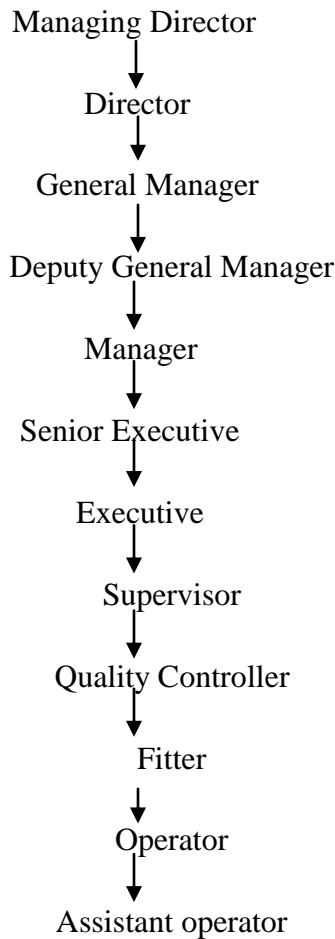 Managing Director
Director
General Manager
Deputy General Manager
Manager
Senior Executive
Executive
Supervisor
Quality Controller
Fitter
Operator
Assistant operator